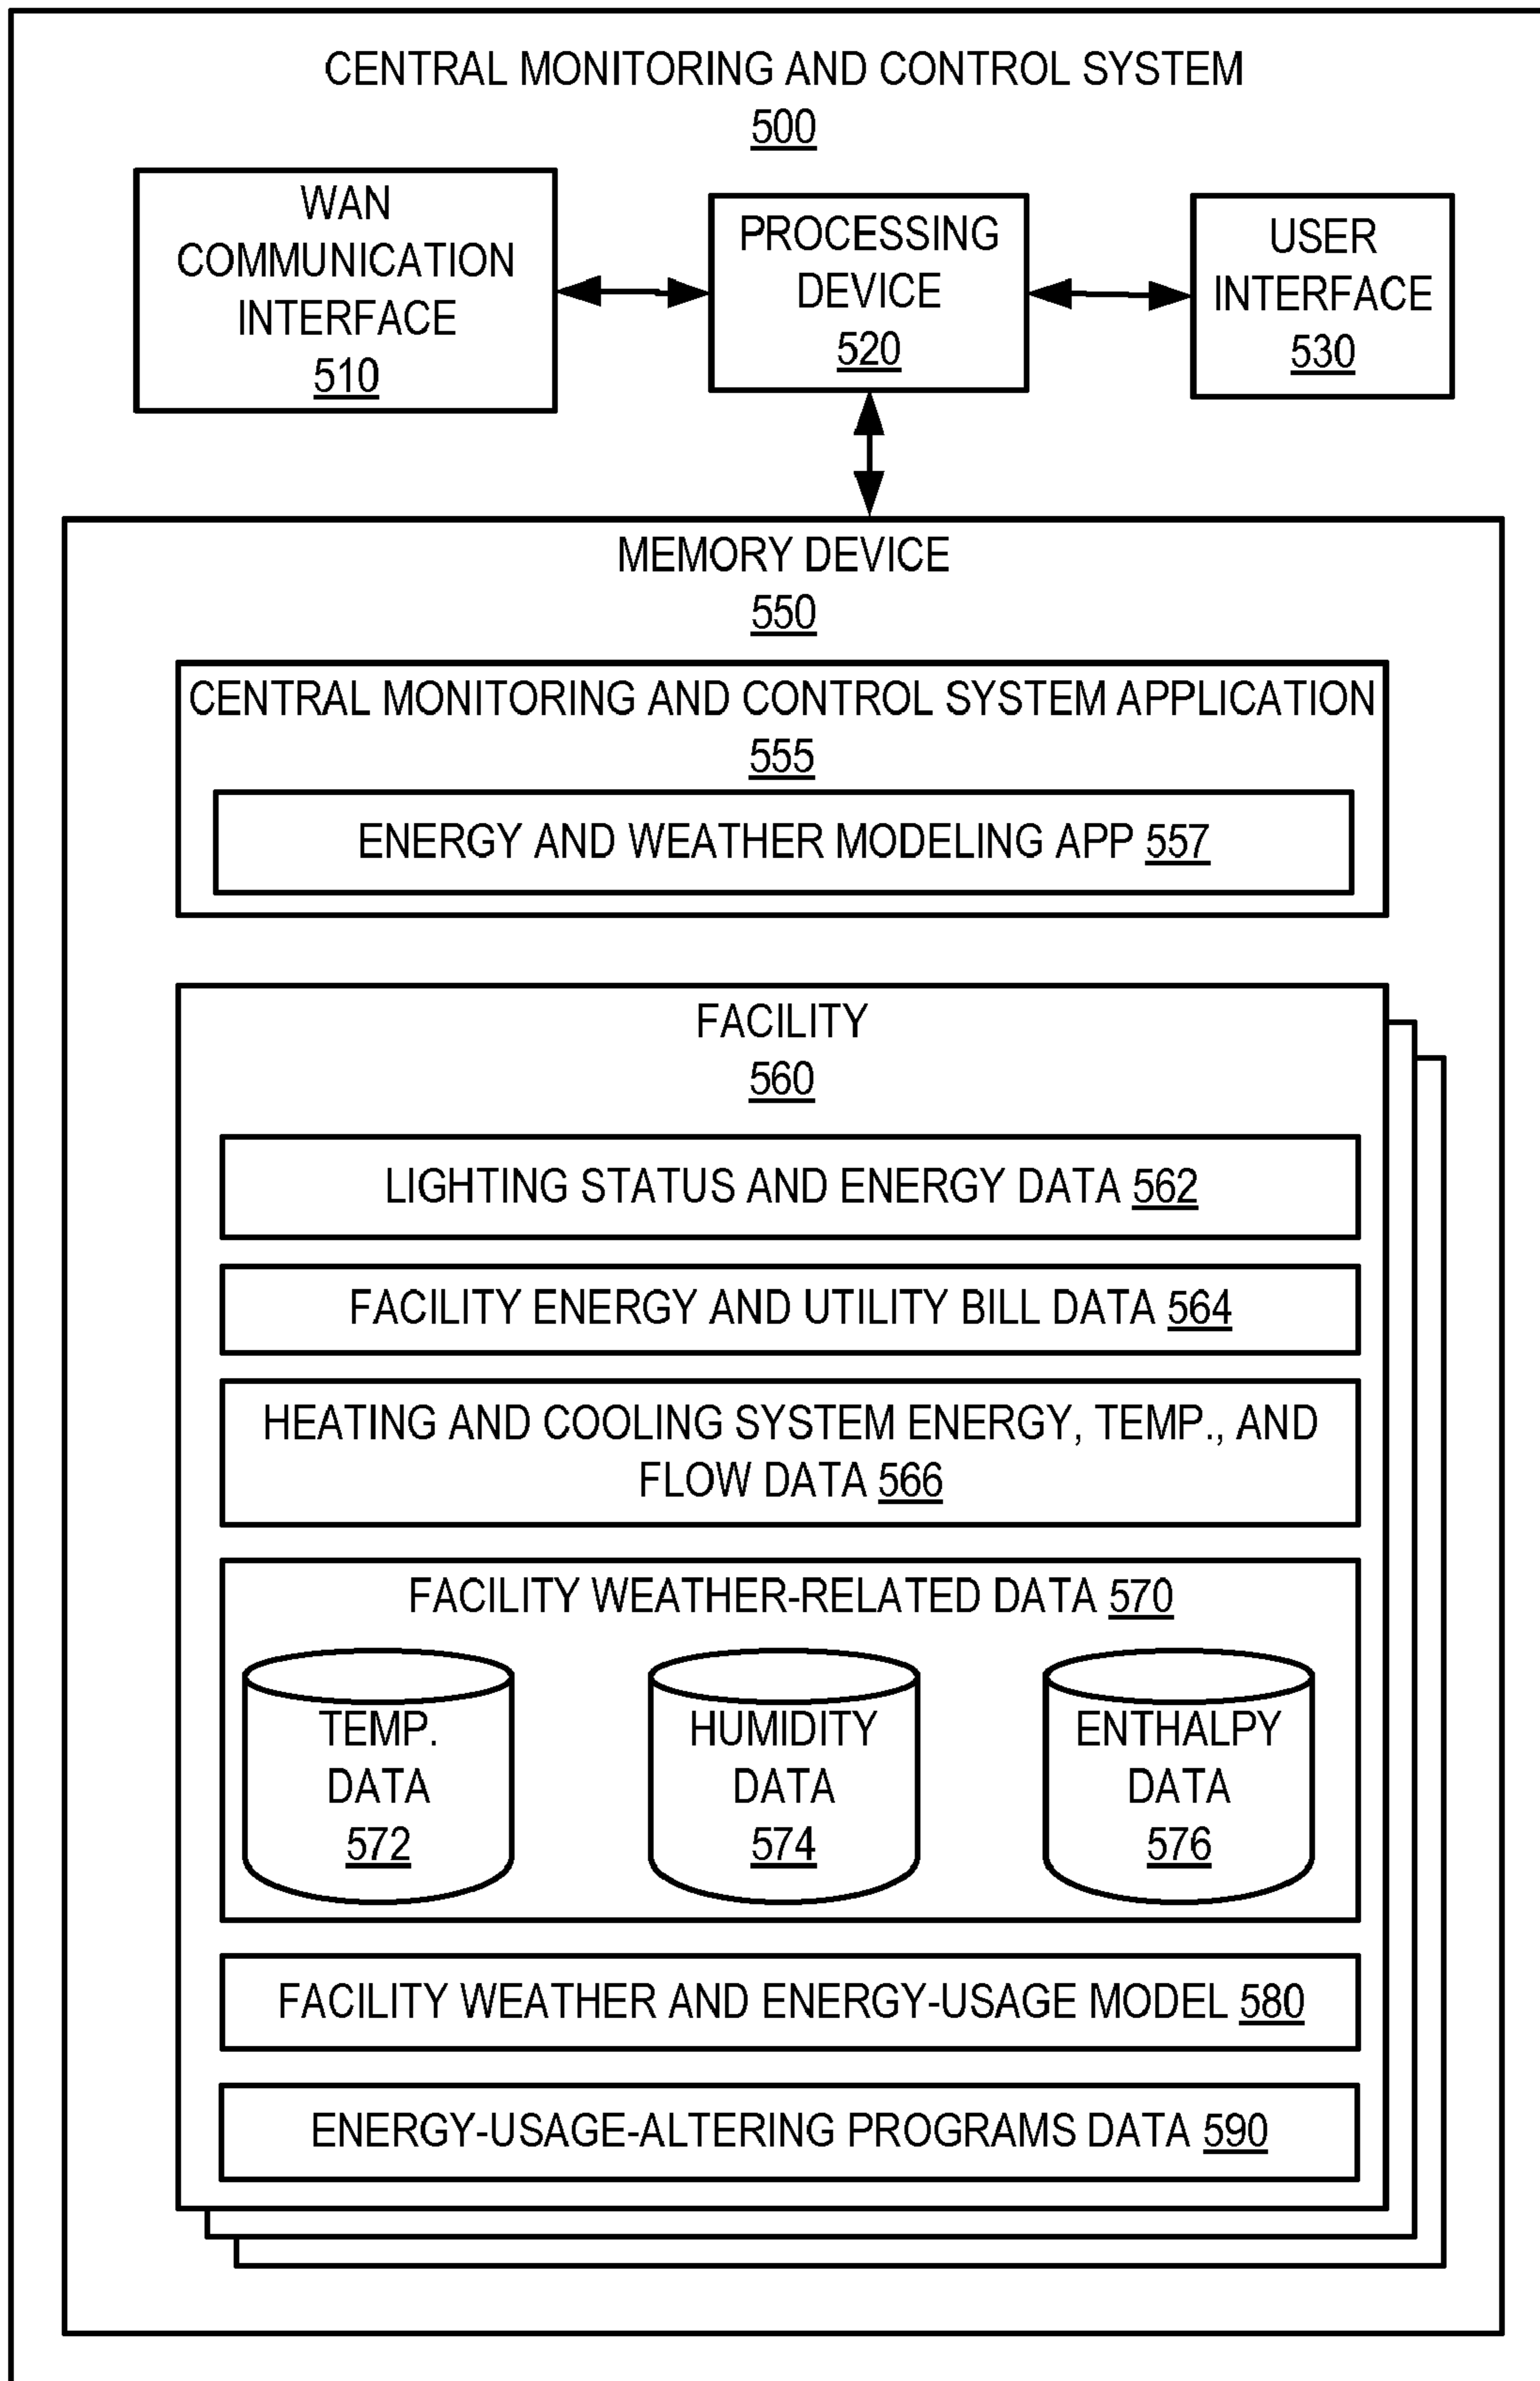 CENTRAL MONITORING AND CONTROL SYSTEM
500
WAN
COMMUNICATION
INTERFACE
510
PROCESSING
DEVICE
520
USER
INTERFACE
530
MEMORY DEVICE
550
CENTRAL MONITORING AND CONTROL SYSTEM APPLICATION
555
ENERGY AND WEATHER MODELING APP 557
FACILITY
560
LIGHTING STATUS AND ENERGY DATA 562
FACILITY ENERGY AND UTILITY BILL DATA 564
HEATING AND COOLING SYSTEM ENERGY, TEMP., AND
FLOW DATA 566
FACILITY WEATHER-RELATED DATA 570
TEMP.
DATA
572
HUMIDITY
DATA
574
ENTHALPY
DATA
576
FACILITY WEATHER AND ENERGY-USAGE MODEL 580
ENERGY-USAGE-ALTERING PROGRAMS DATA 590